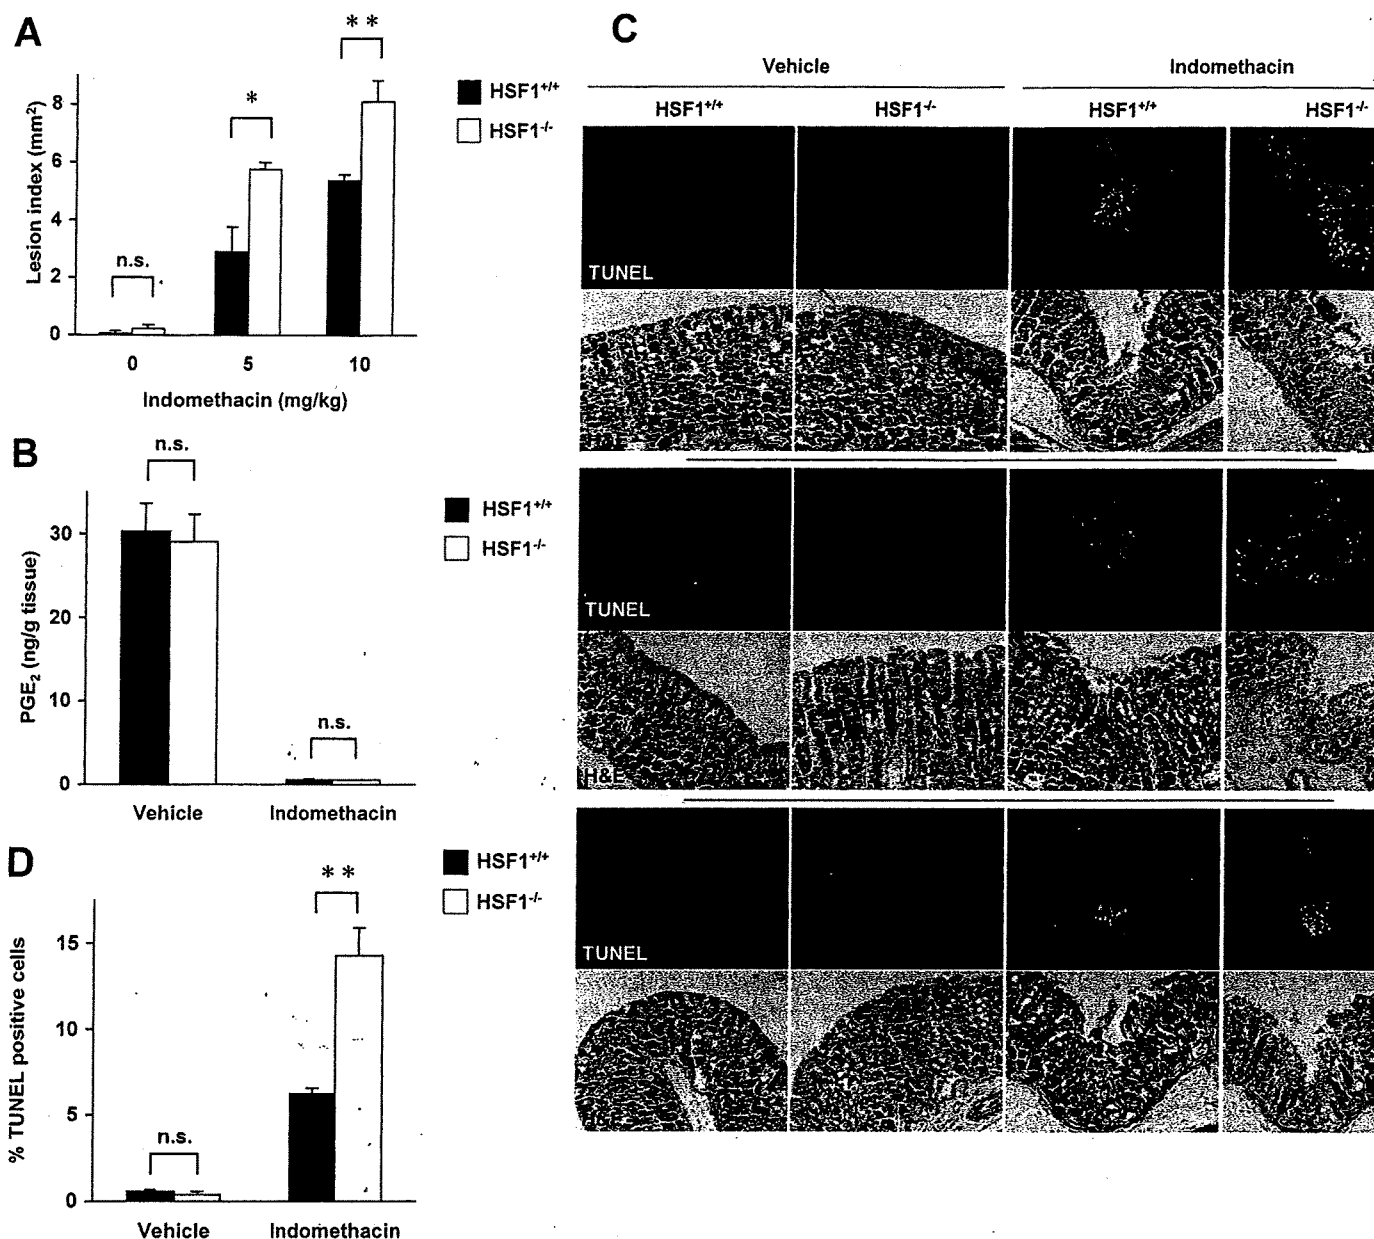 A
* *
*
n.s.
HSF1+/+
HSF1-/-
Lesion index (mm²)
8
6
4
2
0
0 5 10
Indomethacin (mg/kg)
B
n.s.
n.s.
HSF1+/+
HSF1-/-
PGE₂ (ng/g tissue)
30
20
10
0
Vehicle Indomethacin
D
* *
n.s.
HSF1+/+
HSF1-/-
% TUNEL positive cells
15
10
5
0
Vehicle Indomethacin
C
Vehicle Indomethacin
HSF1+/+ HSF1-/- HSF1+/+ HSF1-/-
TUNEL
H&E
TUNEL
H&E
TUNEL